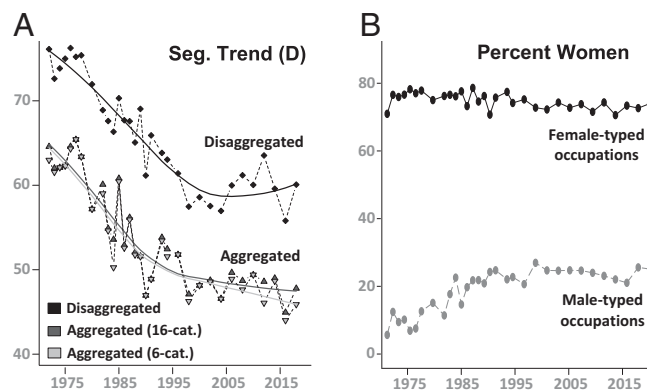 A
Seg. Trend (D)
70
60
50
40
Disaggregated
Aggregated
Disaggregated
Aggregated (16-cat.)
Aggregated (6-cat.)
1975 1985 1995 2005 2015
B
Percent Women
80
60
40
20
0
Female-typed
occupations
Male-typed
occupations
1975 1985 1995 2005 2015